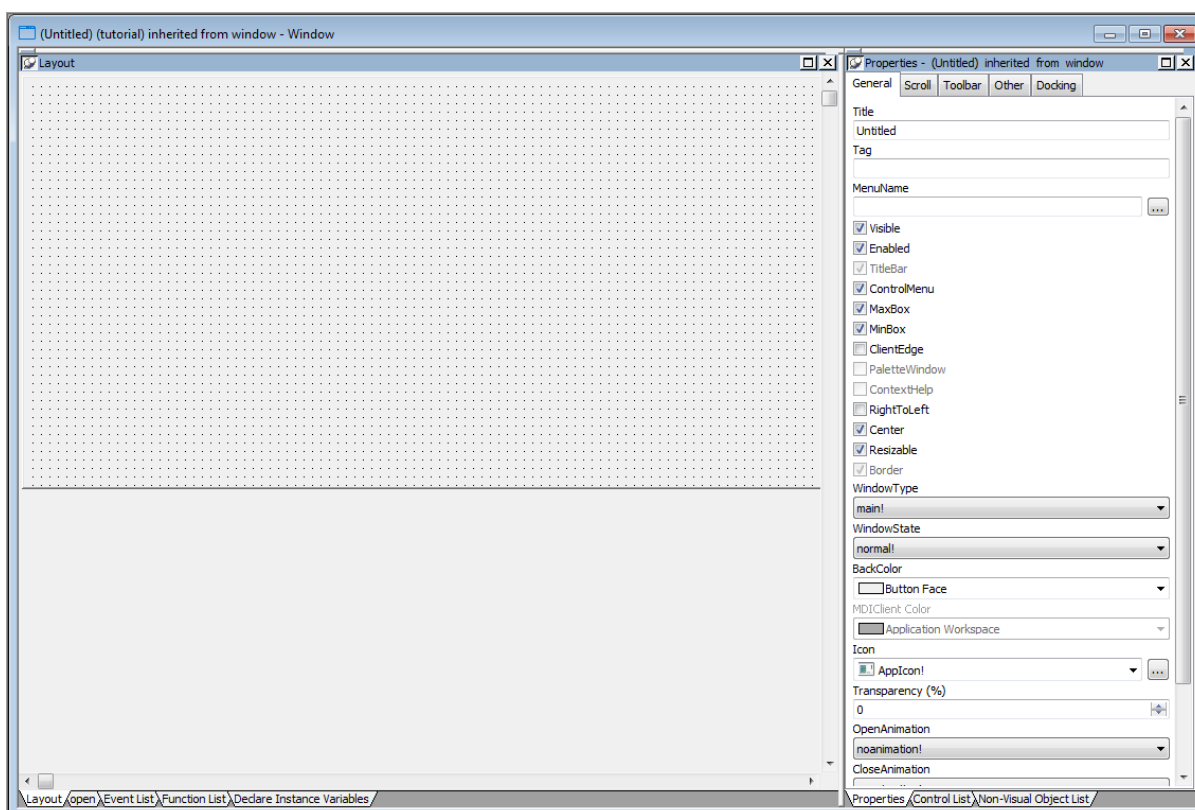 (Untitled) (tutorial) inherited from window - Window
Layout
Properties - (Untitled) inherited from window
General Scroll Toolbar Other Docking
Title
Untitled
Tag
MenuName
...
Visible
Enabled
TitleBar
ControlMenu
MaxBox
MinBox
ClientEdge
PaletteWindow
ContextHelp
RightToLeft
Center
Resizable
Border
WindowType
main!
WindowState
normal!
BackColor
Button Face
MDIClient Color
Application Workspace
Icon
AppIcon! ...
Transparency (%)
0
OpenAnimation
noanimation!
CloseAnimation
Layout open Event List Function List Declare Instance Variables
Properties Control List Non-Visual Object List